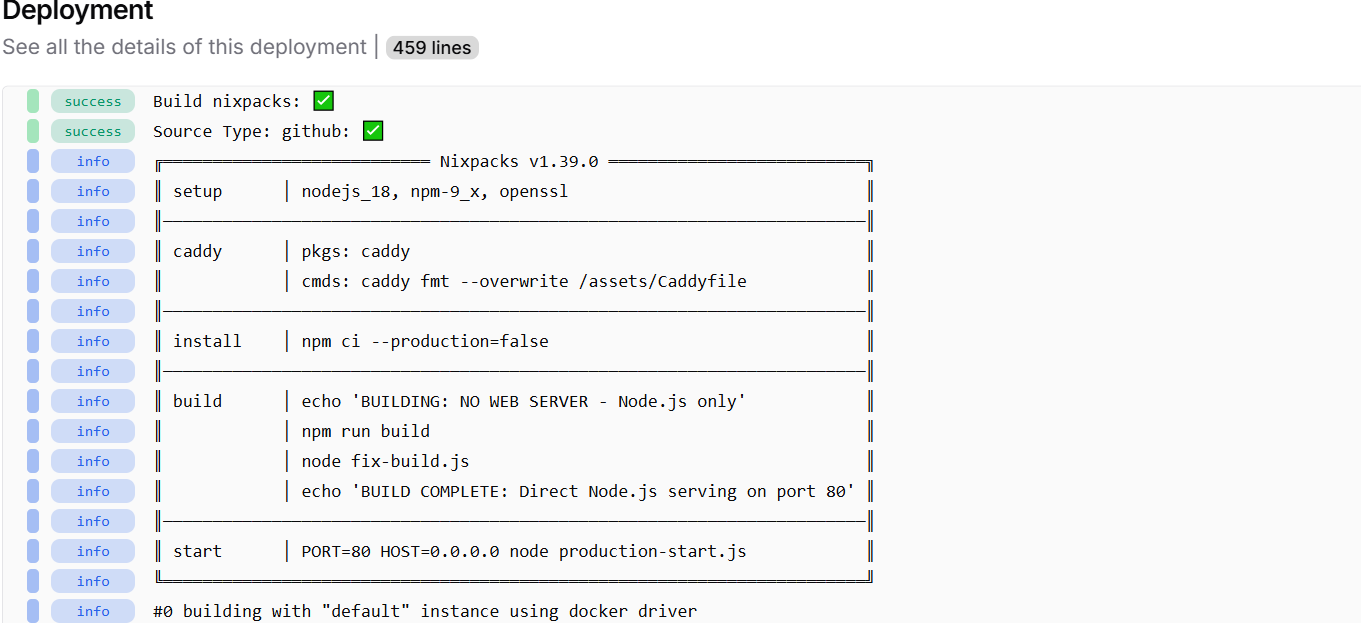 Deployment
See all the details of this deployment | 459 lines
success Build nixpacks: ✅
success Source Type: github: ✅
info ╔═══════════════════════════ Nixpacks v1.39.0 ══════════════════════════╗
info ║ setup      │ nodejs_18, npm-9_x, openssl                              ║
info ║───────────────────────────────────────────────────────────────────────║
info ║ caddy      │ pkgs: caddy                                              ║
info ║            │ cmds: caddy fmt --overwrite /assets/Caddyfile            ║
info ║───────────────────────────────────────────────────────────────────────║
info ║ install    │ npm ci --production=false                                ║
info ║───────────────────────────────────────────────────────────────────────║
info ║ build      │ echo 'BUILDING: NO WEB SERVER - Node.js only'            ║
info ║            │ npm run build                                            ║
info ║            │ node fix-build.js                                        ║
info ║            │ echo 'BUILD COMPLETE: Direct Node.js serving on port 80' ║
info ║───────────────────────────────────────────────────────────────────────║
info ║ start      │ PORT=80 HOST=0.0.0.0 node production-start.js            ║
info ╚═══════════════════════════════════════════════════════════════════════╝
info #0 building with "default" instance using docker driver